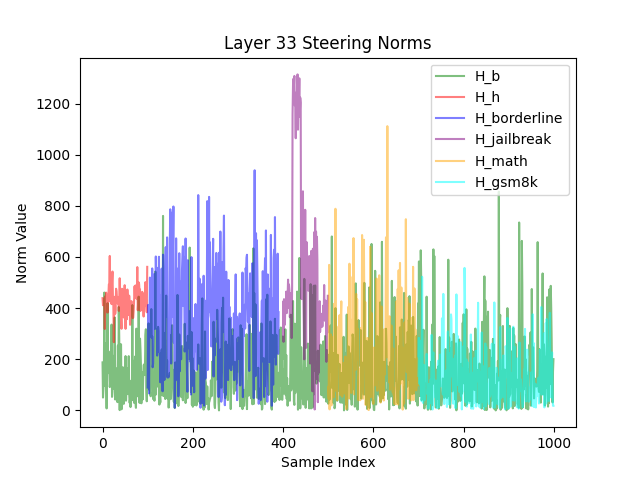 Layer 33 Steering Norms
Norm Value
1200
1000
800
600
400
200
0
0
200
400
600
800
1000
Sample Index
H_b
H_h
H_borderline
H_jailbreak
H_math
H_gsm8k